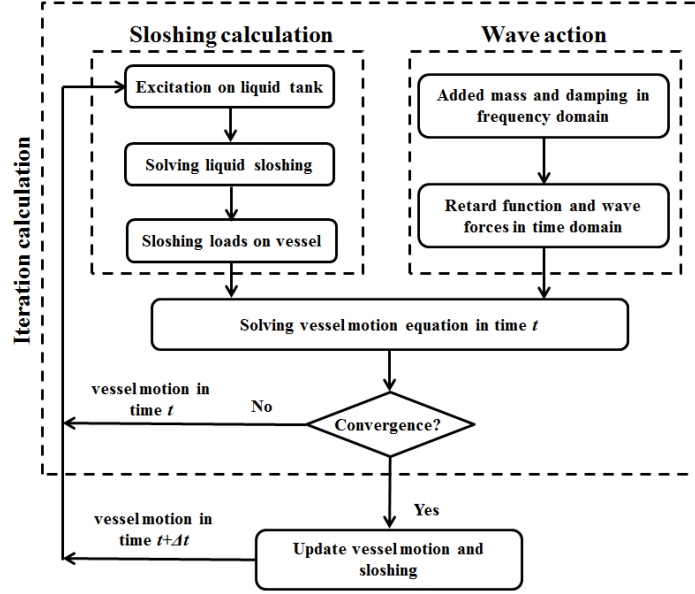 Sloshing calculation
Wave action
Excitation on liquid tank
Added mass and damping in
frequency domain
Solving liquid sloshing
Retard function and wave
forces in time domain
Sloshing loads on vessel
Iteration calculation
Solving vessel motion equation in time t
vessel motion in
time t
No
Convergence?
Yes
vessel motion in
time t+Δt
Update vessel motion and
sloshing